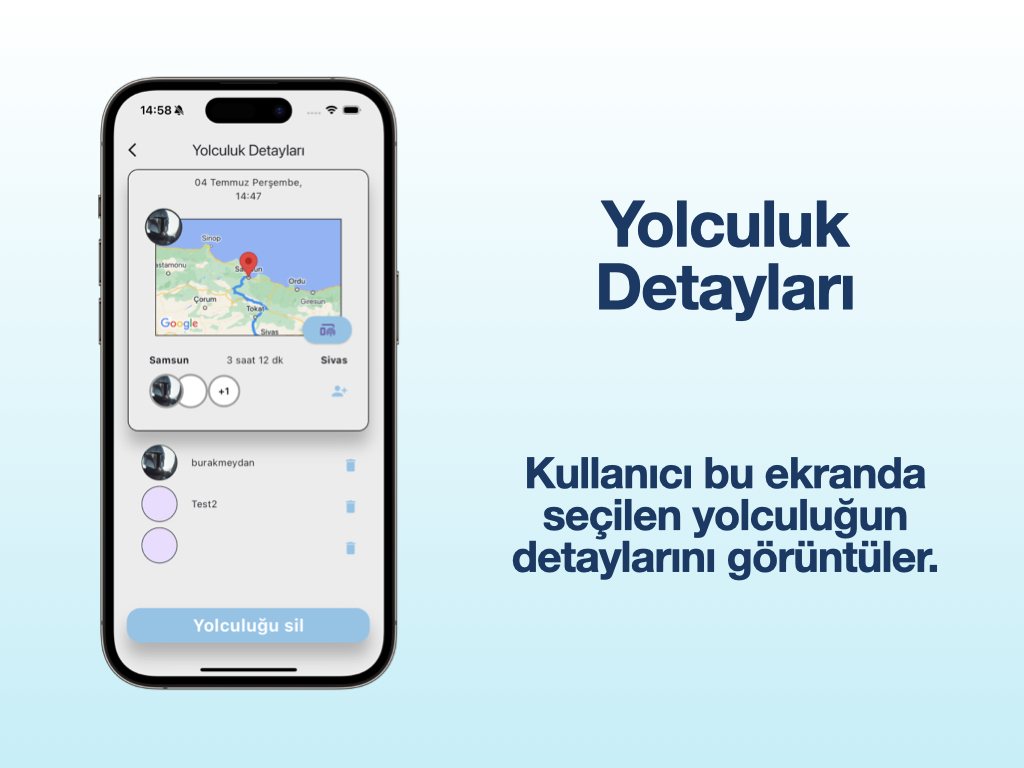 14:58
Yolculuk Detayları
04 Temmuz Perşembe,
14:47
Sinop
Samsun
Ordu
Giresun
Çorum
Tokat
Google
Sivas
Samsun 3 saat 12 dk Sivas
+1
burakmeydan
Test2
Yolculuğu sil
Yolculuk
Detayları
Kullanıcı bu ekranda
seçilen yolculuğun
detaylarını görüntüler.